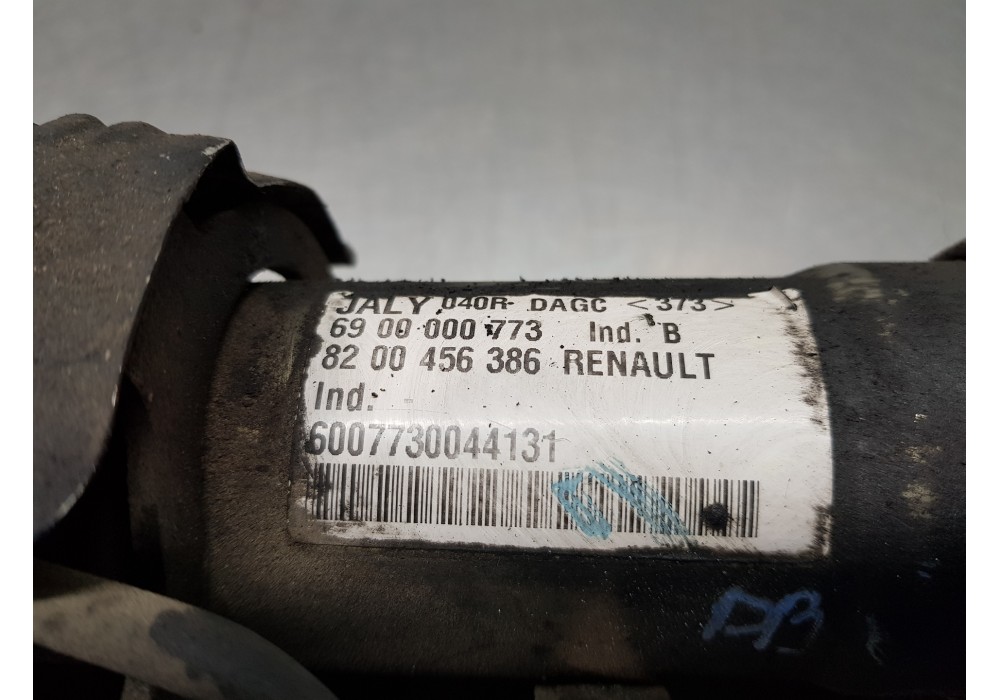 JALY 040R- DAGC <373>
69 00 000 773 Ind. B
82 00 456 386 RENAULT
Ind.
6007730044131